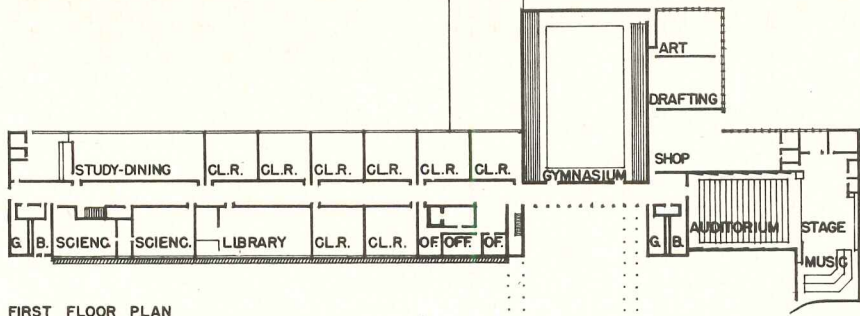 ART
DRAFTING
SHOP
STUDY-DINING
CL.R.
CL.R.
CL.R.
CL.R.
CL.R.
CL.R.
GYMNASIUM
G.
B.
SCIENC.
SCIENC.
LIBRARY
CL.R.
CL.R.
OF.
OFF.
OF.
G.
B.
AUDITORIUM
STAGE
MUSIC
FIRST FLOOR PLAN